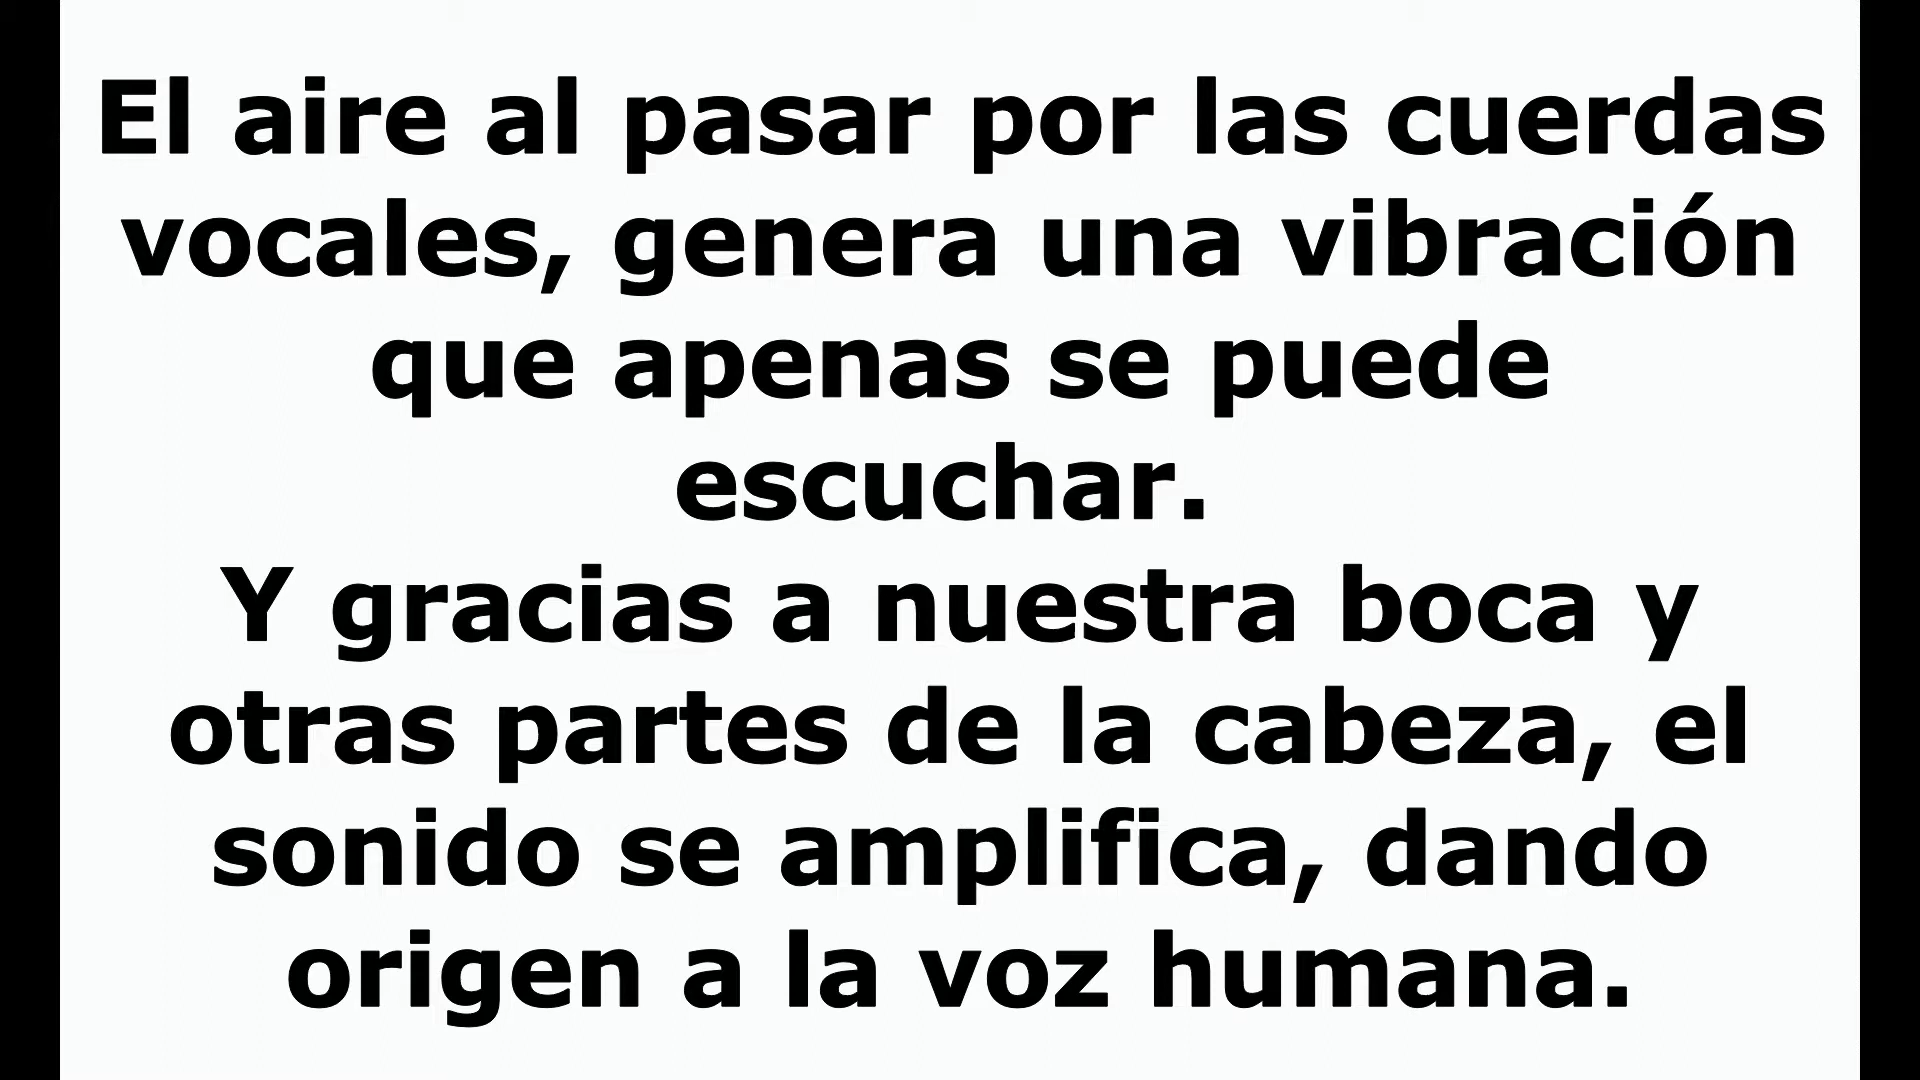 El aire al pasar por las cuerdas
vocales, genera una vibración
que apenas se puede
escuchar.
Y gracias a nuestra boca y
otras partes de la cabeza, el
sonido se amplifica, dando
origen a la voz humana.